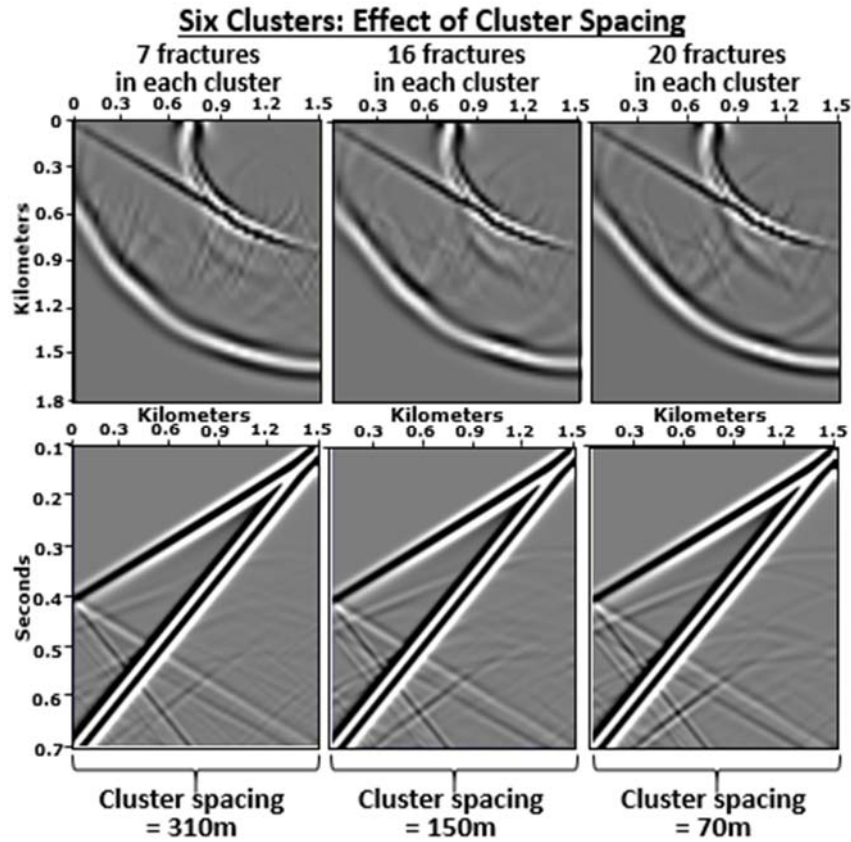 Six Clusters: Effect of Cluster Spacing
7 fractures
in each cluster
16 fractures
in each cluster
20 fractures
in each cluster
0 0.3 0.6 0.9 1.2 1.5
0.3 0.6 0.9 1.2 1.5
0.3 0.6 0.9 1.2 1.5
Kilometers
0
0.3
0.6
0.9
1.2
1.5
1.8
Kilometers
Kilometers
Kilometers
0 0.3 0.6 0.9 1.2 1.5
0.3 0.6 0.9 1.2 1.5
0.3 0.6 0.9 1.2 1.5
Seconds
0.1
0.2
0.3
0.4
0.5
0.6
0.7
Cluster spacing
= 310m
Cluster spacing
= 150m
Cluster spacing
= 70m